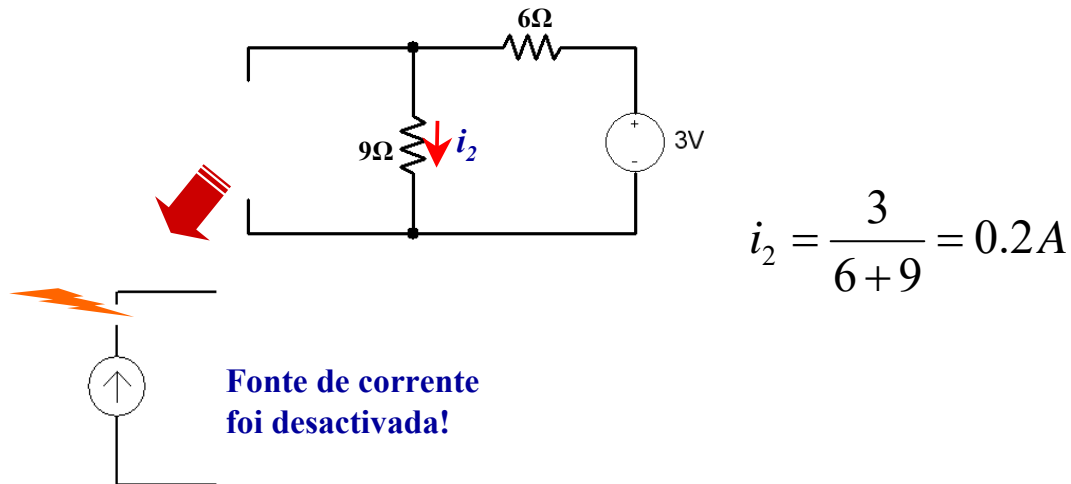 6Ω
9Ω
i₂
+
-
3V
i₂ = 3/(6+9) = 0.2A
Fonte de corrente
foi desactivada!